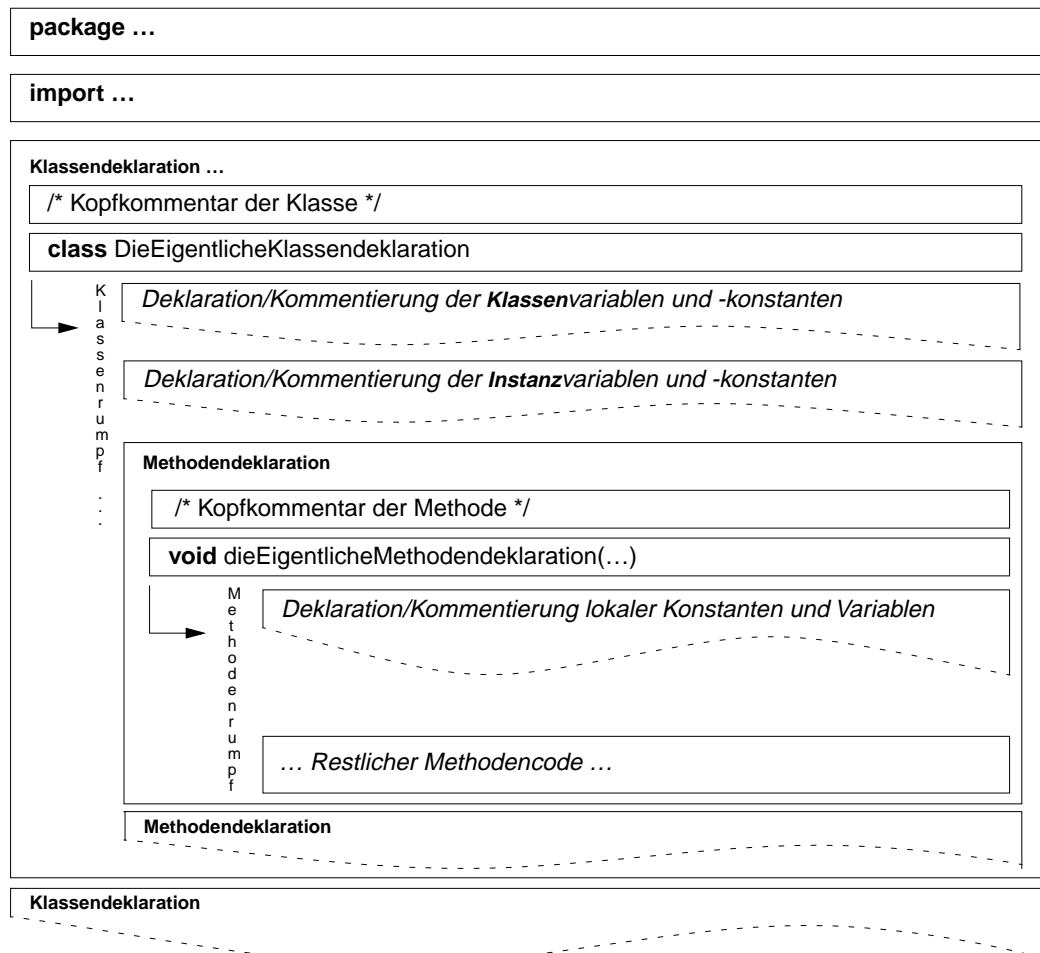 package …
import …
Klassendeklaration …
/* Kopfkommentar der Klasse */
class DieEigentlicheKlassendeklaration
Klassenrumpf ...
Deklaration/Kommentierung der Klassenvariablen und -konstanten
Deklaration/Kommentierung der Instanzvariablen und -konstanten
Methodendeklaration
/* Kopfkommentar der Methode */
void dieEigentlicheMethodendeklaration(…)
Methodenrumpf
Deklaration/Kommentierung lokaler Konstanten und Variablen
… Restlicher Methodencode …
Methodendeklaration
Klassendeklaration